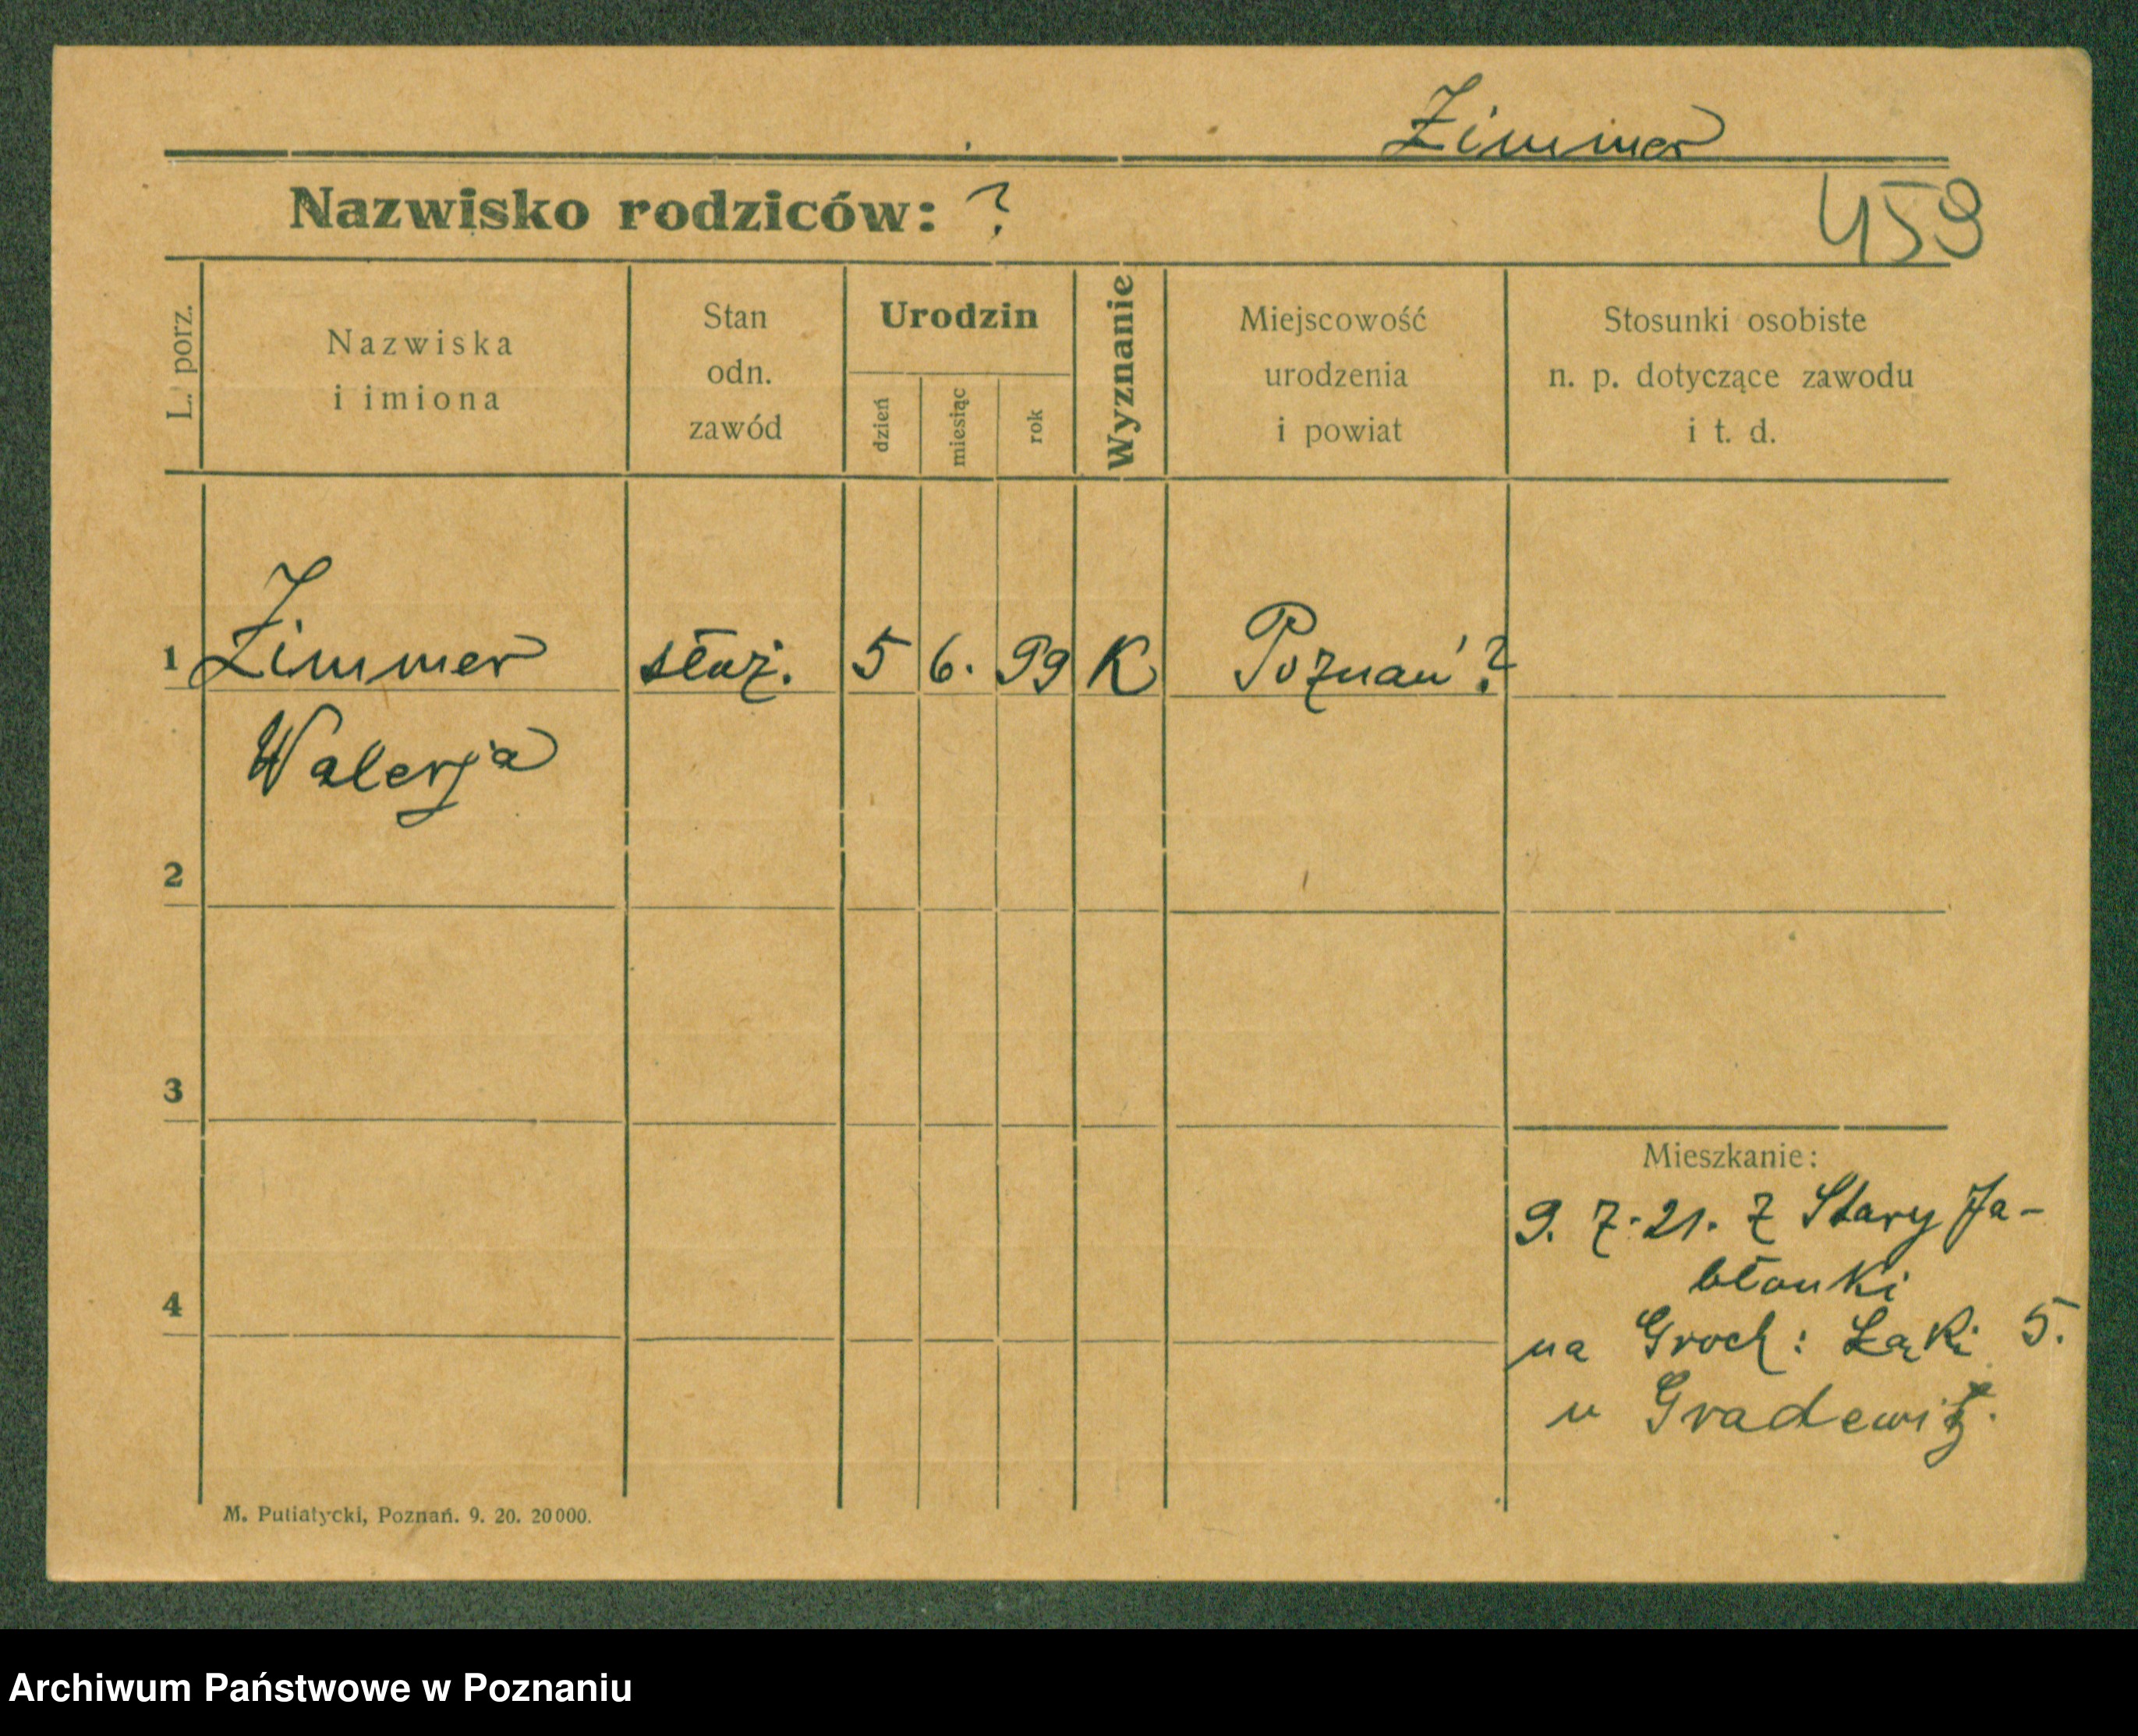 Zimmer
Nazwisko rodziców: ?
459
L. porz.
Nazwiska
i imiona
Stan
odn.
zawód
Urodzin
dzień
miesiąc
rok
Wyznanie
Miejscowość
urodzenia
i powiat
Stosunki osobiste
n. p. dotyczące zawodu
i t. d.
1 Zimmer służ. 5 6. 99 K Poznań ?
Walerja
2
3
4
Mieszkanie:
9. 7. 21. Z Stary Ja-
błonki
na Groch: Łąki 5.
u Gradewitz.
M. Putiatycki, Poznań. 9. 20. 20000.
Archiwum Państwowe w Poznaniu